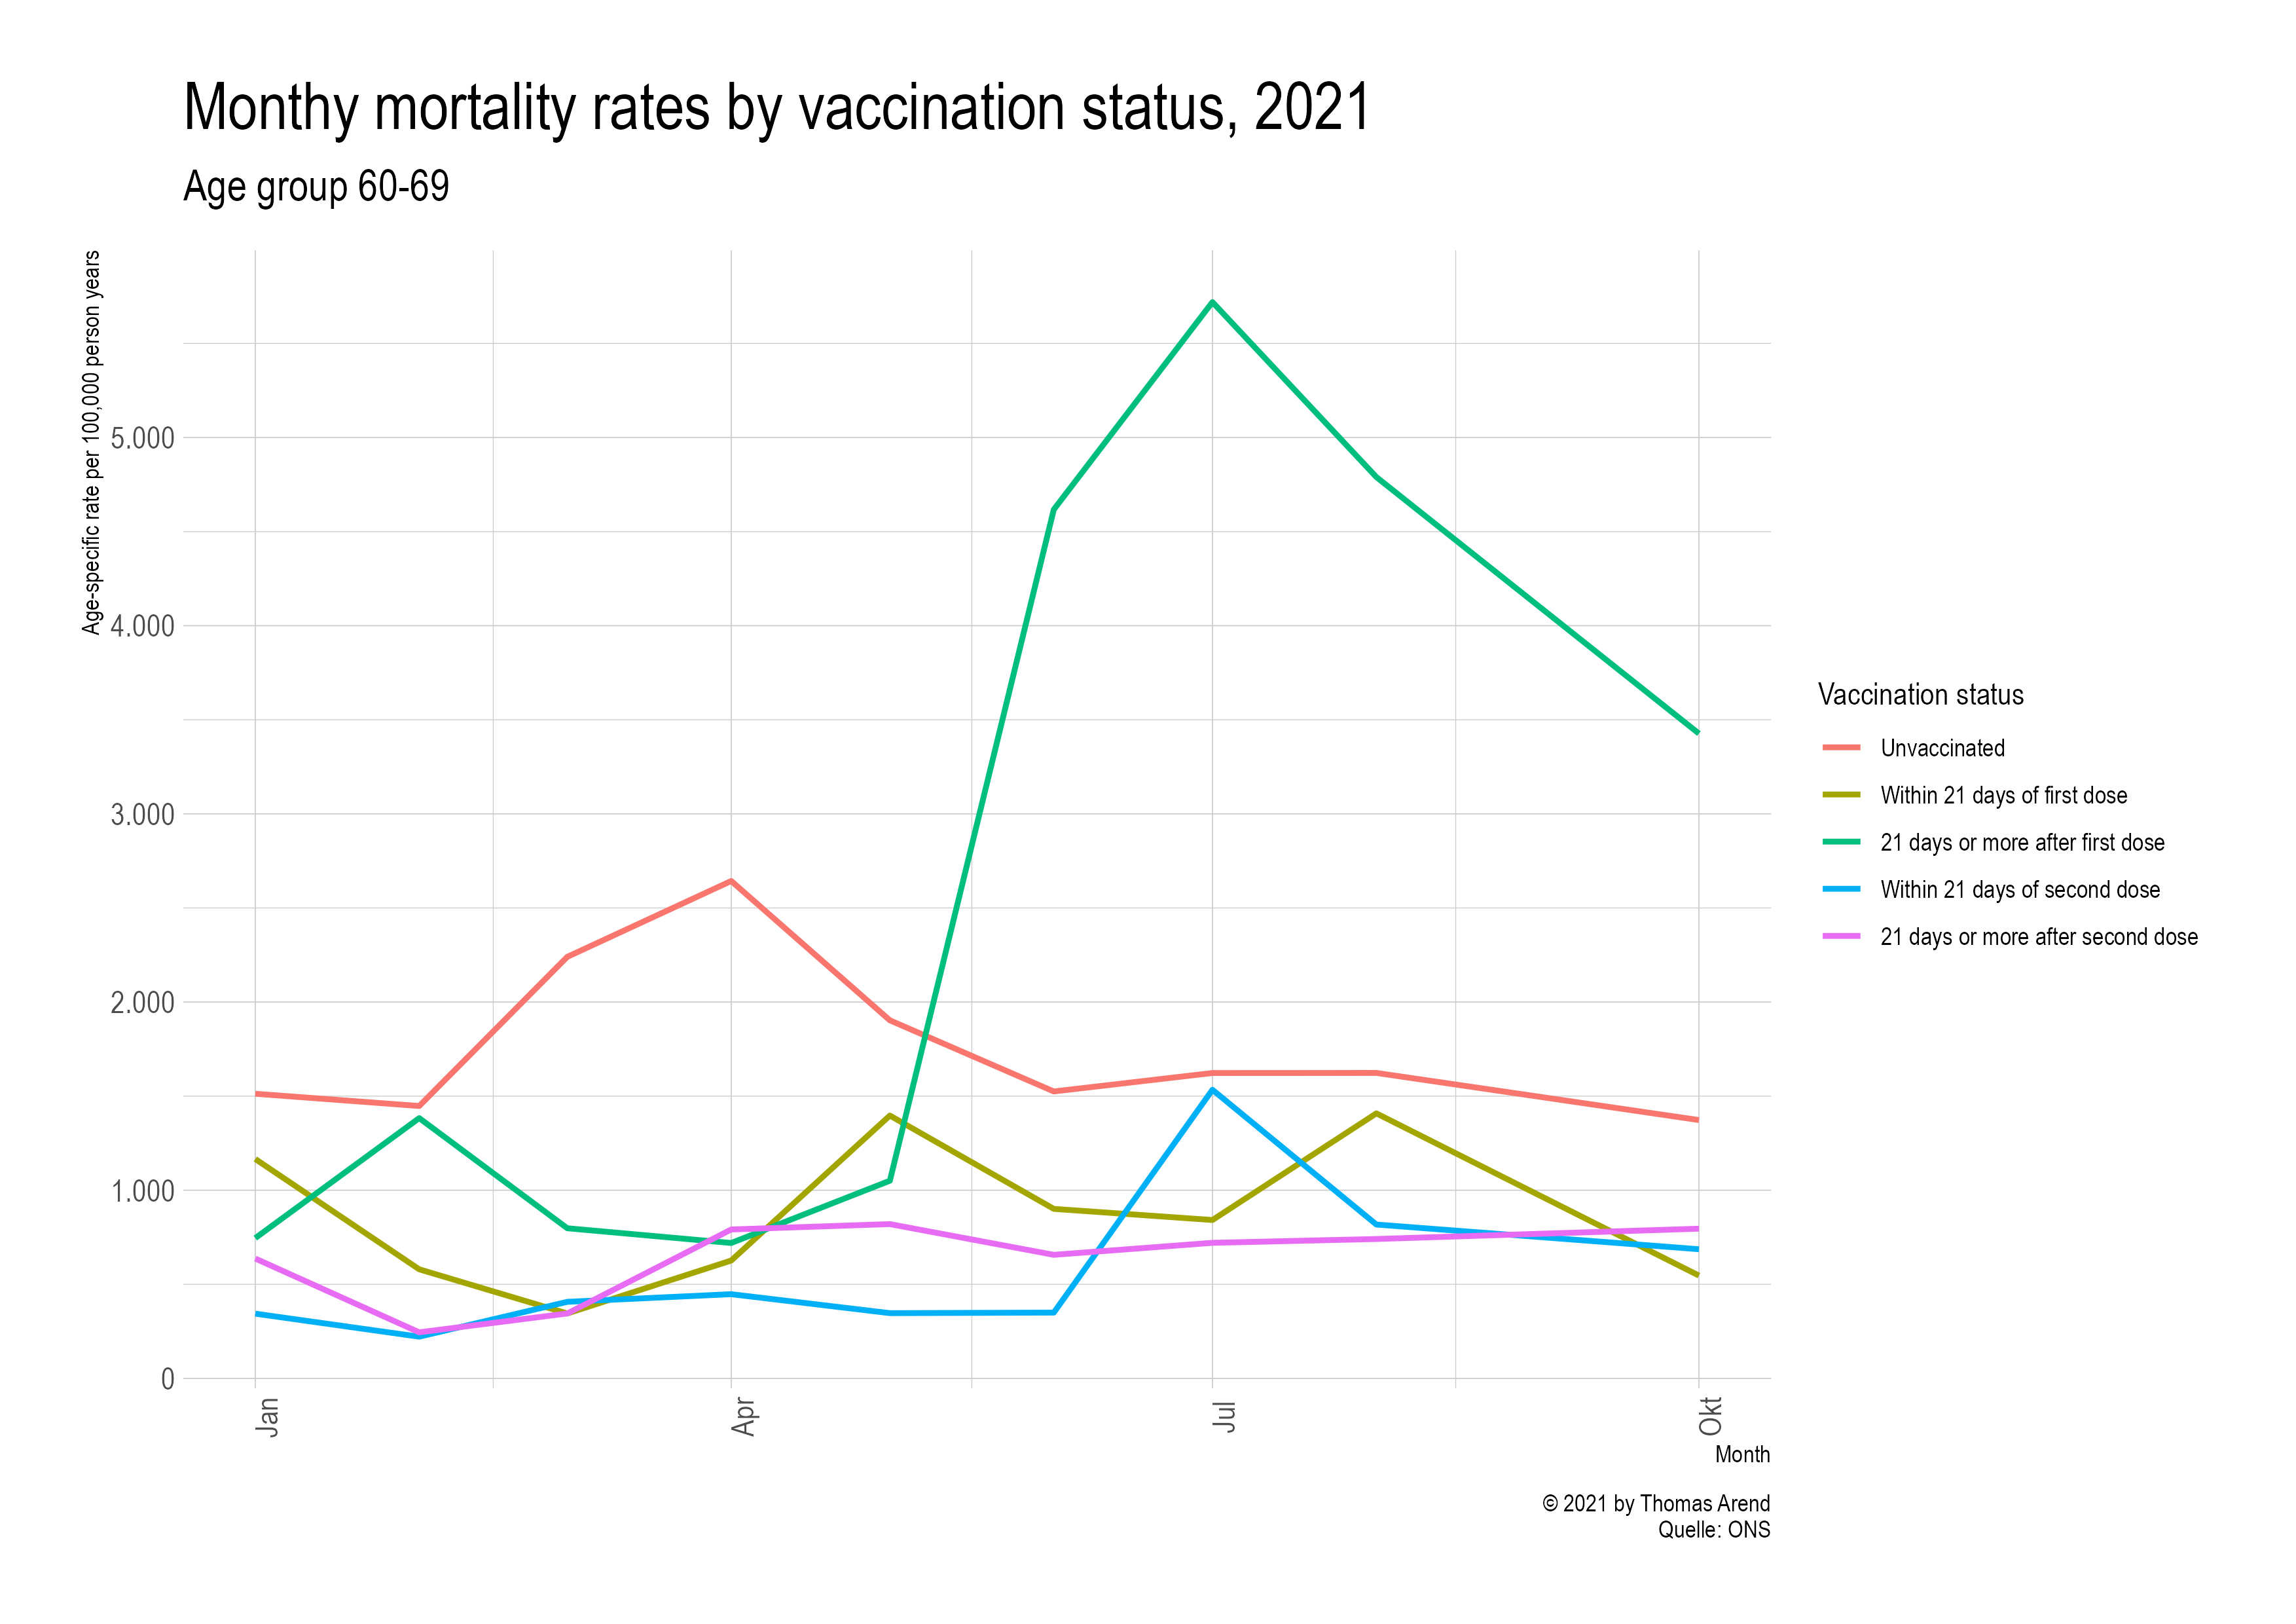 Monthy mortality rates by vaccination status, 2021
Age group 60-69
Age-specific rate per 100,000 person years
5.000
4.000
3.000
2.000
1.000
0
Jan
Apr
Jul
Okt
Month
Vaccination status
Unvaccinated
Within 21 days of first dose
21 days or more after first dose
Within 21 days of second dose
21 days or more after second dose
© 2021 by Thomas Arend
Quelle: ONS